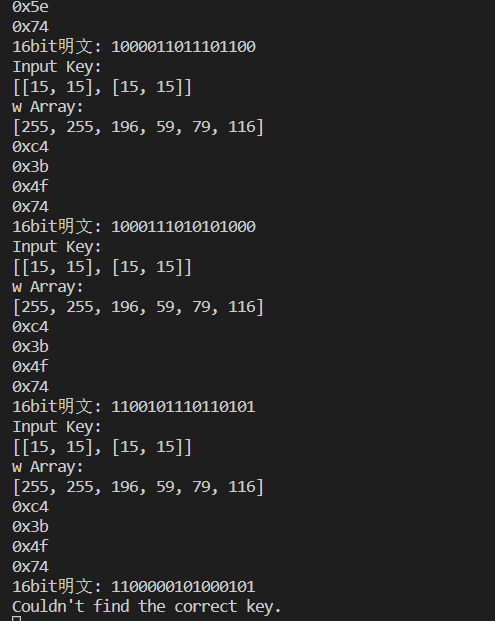 0x5e
0x74
16bit明文: 1000011011101100
Input Key:
[[15, 15], [15, 15]]
w Array:
[255, 255, 196, 59, 79, 116]
0xc4
0x3b
0x4f
0x74
16bit明文: 1000111010101000
Input Key:
[[15, 15], [15, 15]]
w Array:
[255, 255, 196, 59, 79, 116]
0xc4
0x3b
0x4f
0x74
16bit明文: 1100101110110101
Input Key:
[[15, 15], [15, 15]]
w Array:
[255, 255, 196, 59, 79, 116]
0xc4
0x3b
0x4f
0x74
16bit明文: 1100000101000101
Couldn't find the correct key.